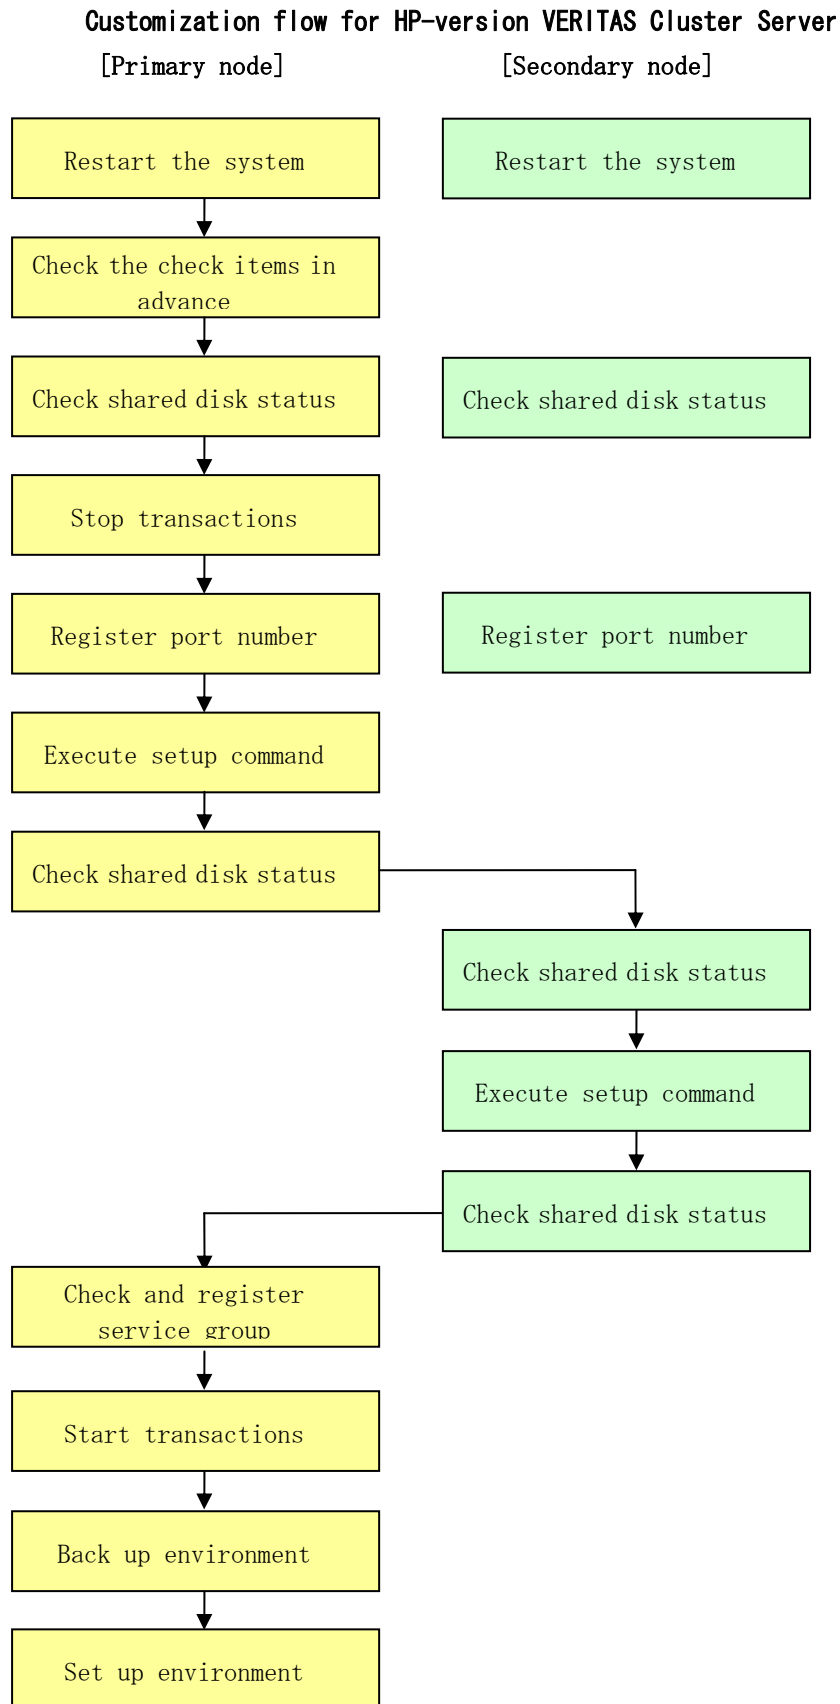 Customization flow for HP-version VERITAS Cluster Server
[Primary node] [Secondary node]
Restart the system
Restart the system
Check the check items in
advance
Check shared disk status
Check shared disk status
Stop transactions
Register port number
Register port number
Execute setup command
Check shared disk status
Check shared disk status
Execute setup command
Check shared disk status
Check and register
service group
Start transactions
Back up environment
Set up environment